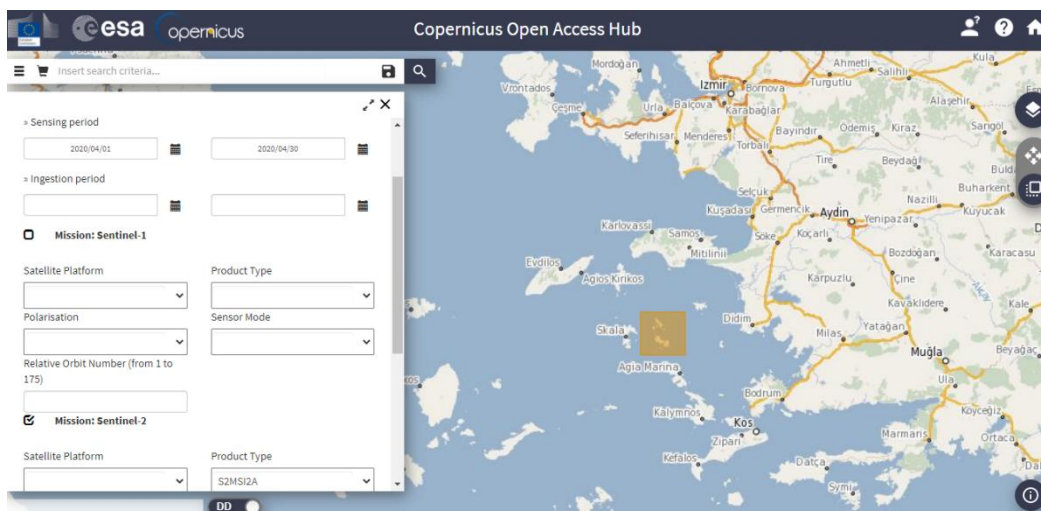 esa opernicus Copernicus Open Access Hub
Insert search criteria...
» Sensing period
2020/04/01 2020/04/30
» Ingestion period
Mission: Sentinel-1
Satellite Platform Product Type
Polarisation Sensor Mode
Relative Orbit Number (from 1 to
175)
Mission: Sentinel-2
Satellite Platform Product Type
S2MSI2A
DD
Mordoğan
Ahmetli
Salihli
Kula
Vrontados
İzmir
Bornova
Turgutlu
Çeşme
Urla
Balçova
Karabağlar
Alaşehir
Seferihisar
Menderes
Torbalı
Bayındır
Ödemiş
Kiraz
Sarıgöl
Tire
Beydağ
Buld
Selçuk
Buharkent
Kuşadası
Germencik
Aydin
Yenipazar
Nazilli
Kuyucak
Karlovassi
Samos
Söke
Koçarlı
Mitilinii
Bozdoğan
Karacasu
Evdilos
Agios Kirikos
Karpuzlu
Çine
Akçay
Kavaklıdere
Kale
Skala
Didim
Milas
Yatağan
Muğla
Beyağaç
Agia Marina
Ula
Bodrum
Kalymnos
Kos
Köyceğiz
Zipari
Marmaris
Ortaca
Kefalos
Datça
Symi